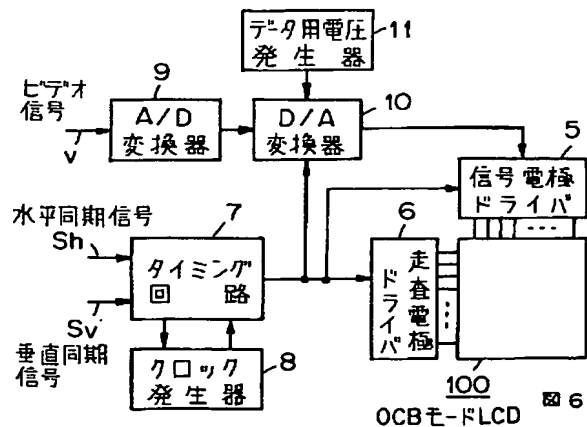 データ用電圧
発生器
11
ビデオ
信号
V
9
A/D
変換器
D/A
変換器
10
5
信号電極
ドライバ
水平同期信号
Sh
7
タイミング
回路
6
走査電極
ドライバ
Sv
垂直同期
信号
クロック
発生器
8
100
OCBモードLCD
図6